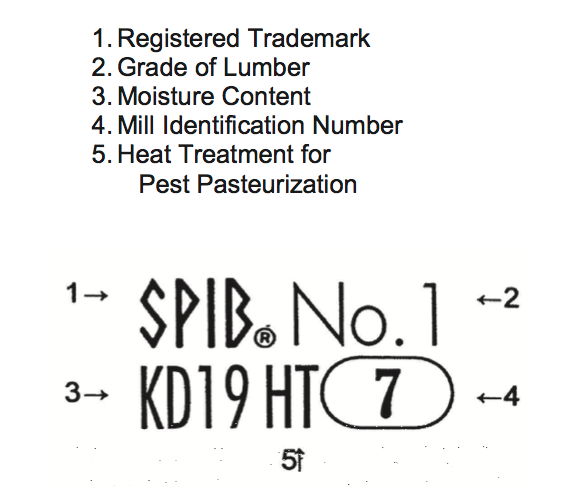 1. Registered Trademark
2. Grade of Lumber
3. Moisture Content
4. Mill Identification Number
5. Heat Treatment for
Pest Pasteurization
1→ SPIB® No. 1 ←2
3→ KD19 HT 7 ←4
5↑